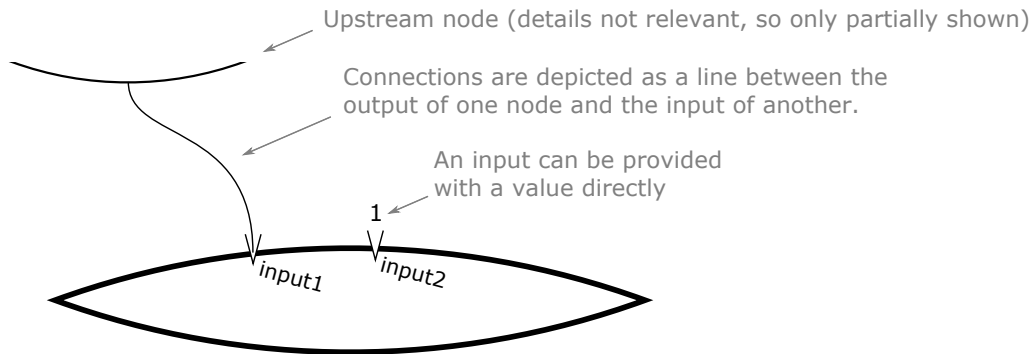 Upstream node (details not relevant, so only partially shown)
Connections are depicted as a line between the
output of one node and the input of another.
An input can be provided
with a value directly
1
input1
input2